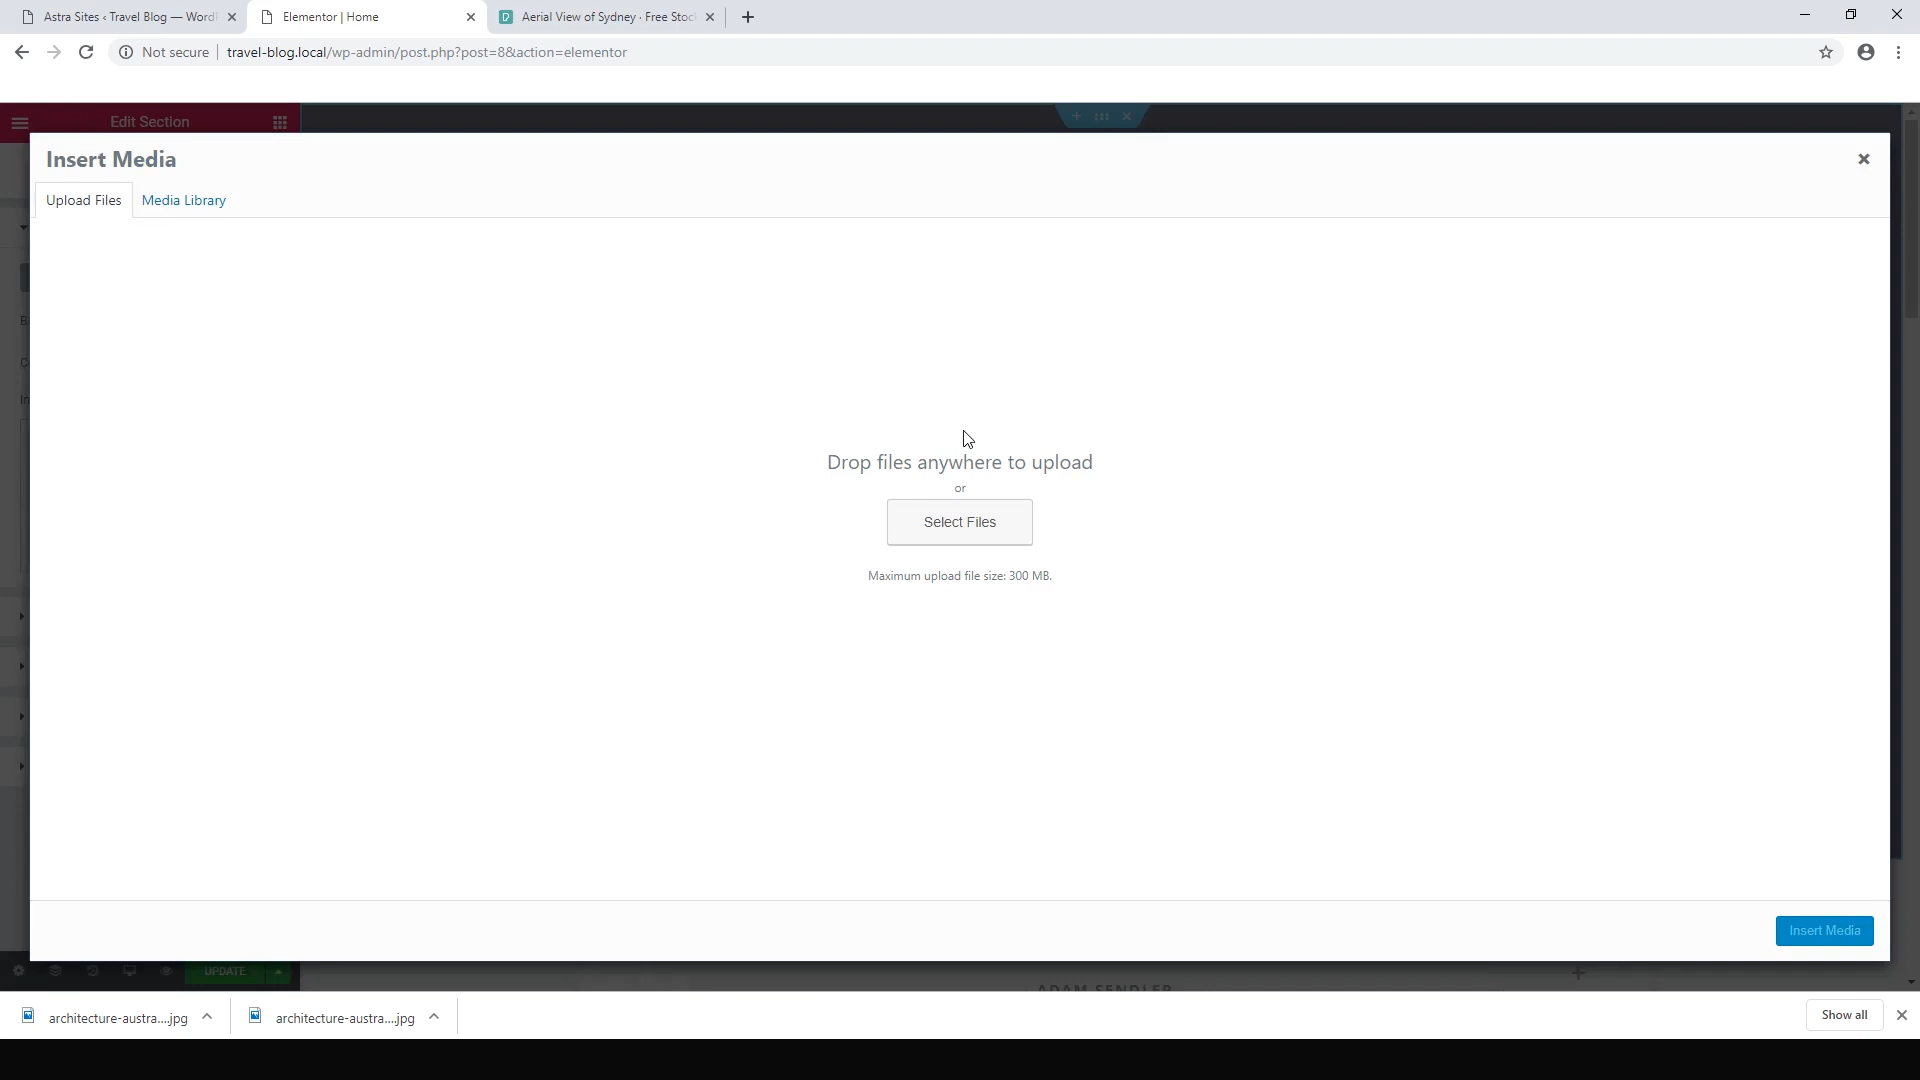 Astra Sites ‹ Travel Blog — Word
Elementor | Home
Aerial View of Sydney · Free Stoc
Not secure
travel-blog.local/wp-admin/post.php?post=8&action=elementor
Edit Section
Insert Media
Upload Files
Media Library
Drop files anywhere to upload
or
Select Files
Maximum upload file size: 300 MB.
Insert Media
UPDATE
ADAM SENDLER
architecture-austra....jpg
architecture-austra....jpg
Show all